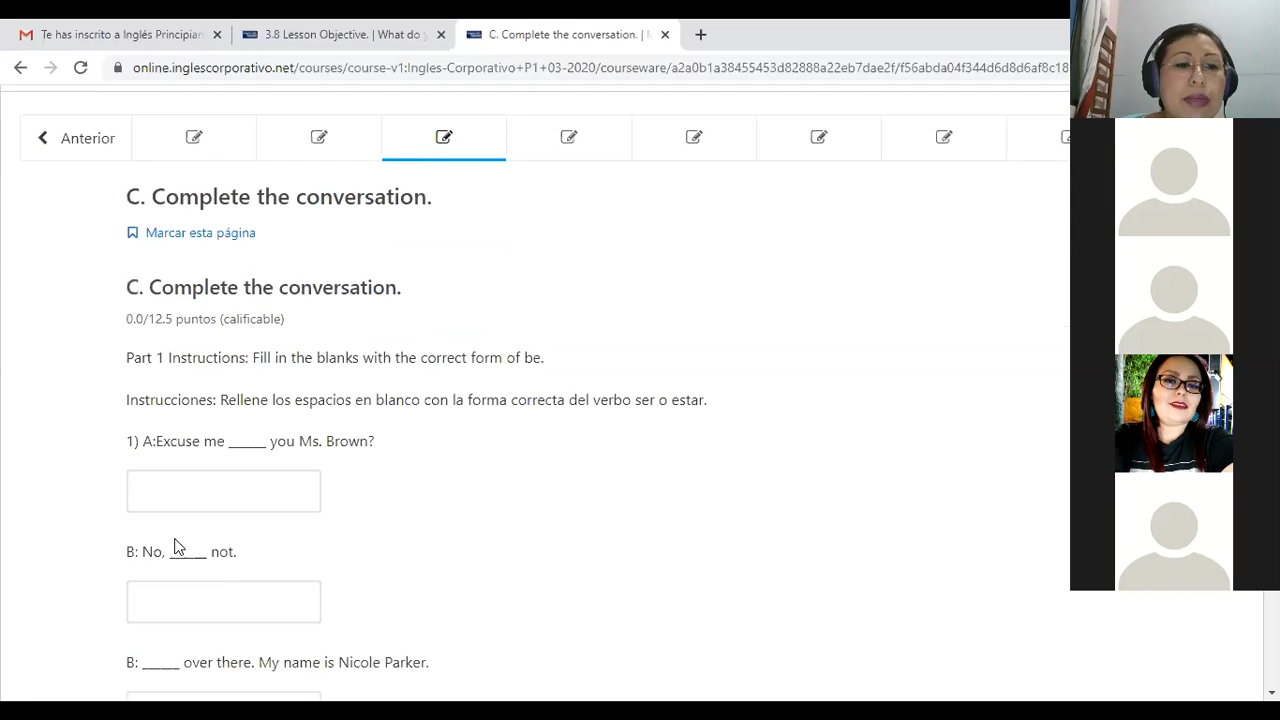 Te has inscrito a Inglés Principian
3.8 Lesson Objective. | What do y
C. Complete the conversation. |
online.inglescorporativo.net/courses/course-v1:Ingles-Corporativo+P1+03-2020/courseware/a2a0b1a38455453d82888a22eb7dae2f/f56abda04f344d6d8d6af8c18
Anterior
C. Complete the conversation.
Marcar esta página
C. Complete the conversation.
0.0/12.5 puntos (calificable)
Part 1 Instructions: Fill in the blanks with the correct form of be.
Instrucciones: Rellene los espacios en blanco con la forma correcta del verbo ser o estar.
1) A:Excuse me _____ you Ms. Brown?
B: No, _____ not.
B: _____ over there. My name is Nicole Parker.